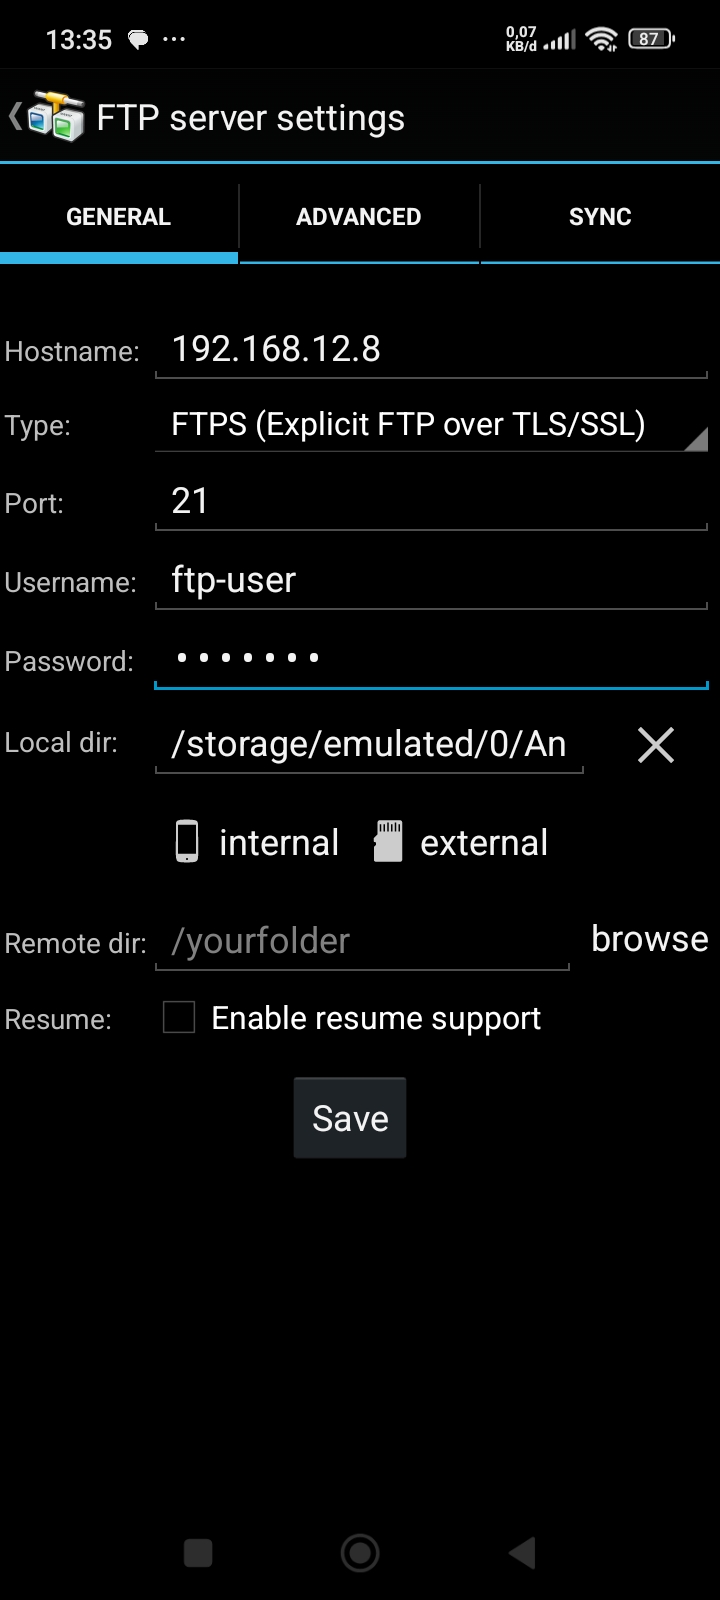 13:35 ... 0,07 KB/d 87
FTP server settings
GENERAL ADVANCED SYNC
Hostname: 192.168.12.8
Type: FTPS (Explicit FTP over TLS/SSL)
Port: 21
Username: ftp-user
Password: •••••••
Local dir: /storage/emulated/0/An
internal external
Remote dir: /yourfolder browse
Resume: Enable resume support
Save